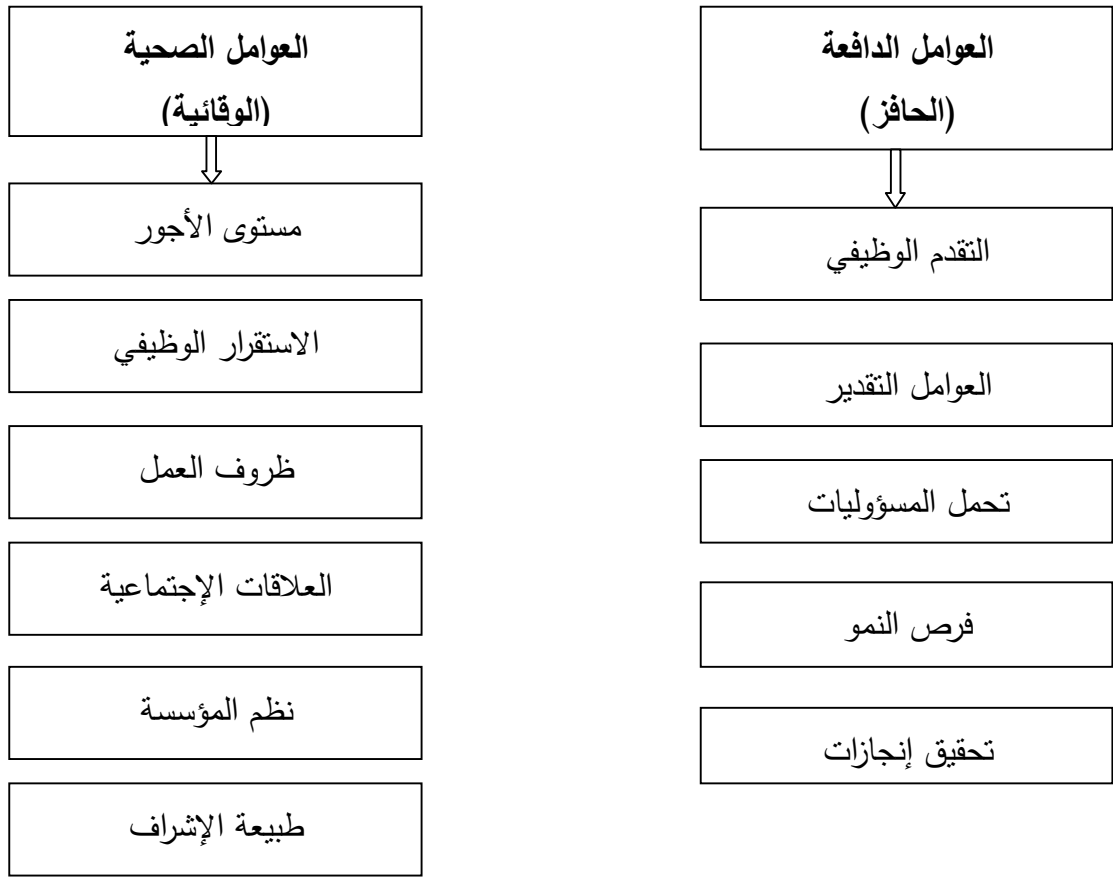 العوامل الدافعة
(الحافز)
التقدم الوظيفي
العوامل التقدير
تحمل المسؤوليات
فرص النمو
تحقيق إنجازات
العوامل الصحية
(الوقائية)
مستوى الأجور
الاستقرار الوظيفي
ظروف العمل
العلاقات الإجتماعية
نظم المؤسسة
طبيعة الإشراف